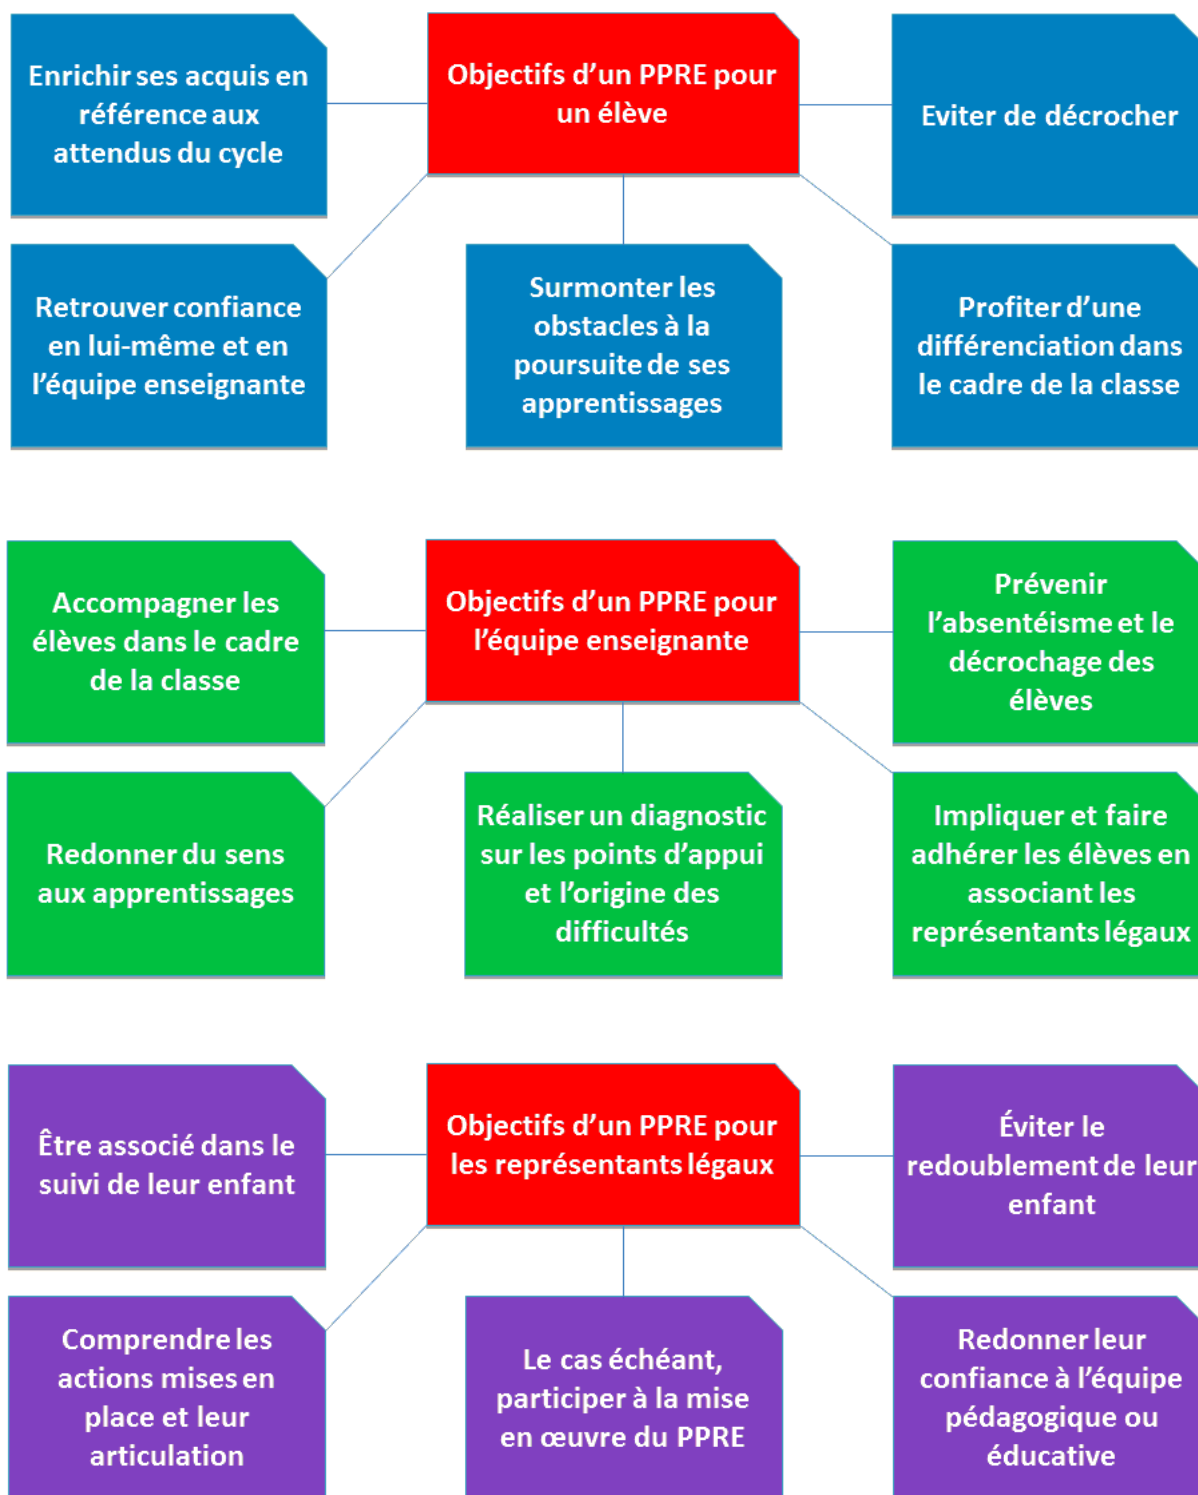 Enrichir ses acquis en
référence aux
attendus du cycle
Objectifs d'un PPRE pour
un élève
Eviter de décrocher
Retrouver confiance
en lui-même et en
l'équipe enseignante
Surmonter les
obstacles à la
poursuite de ses
apprentissages
Profiter d'une
différenciation dans
le cadre de la classe
Accompagner les
élèves dans le cadre
de la classe
Objectifs d'un PPRE pour
l'équipe enseignante
Prévenir
l'absentéisme et le
décrochage des
élèves
Redonner du sens
aux apprentissages
Réaliser un diagnostic
sur les points d'appui
et l'origine des
difficultés
Impliquer et faire
adhérer les élèves en
associant les
représentants légaux
Être associé dans le
suivi de leur enfant
Objectifs d'un PPRE pour
les représentants légaux
Éviter le
redoublement de leur
enfant
Comprendre les
actions mises en
place et leur
articulation
Le cas échéant,
participer à la mise
en œuvre du PPRE
Redonner leur
confiance à l'équipe
pédagogique ou
éducative